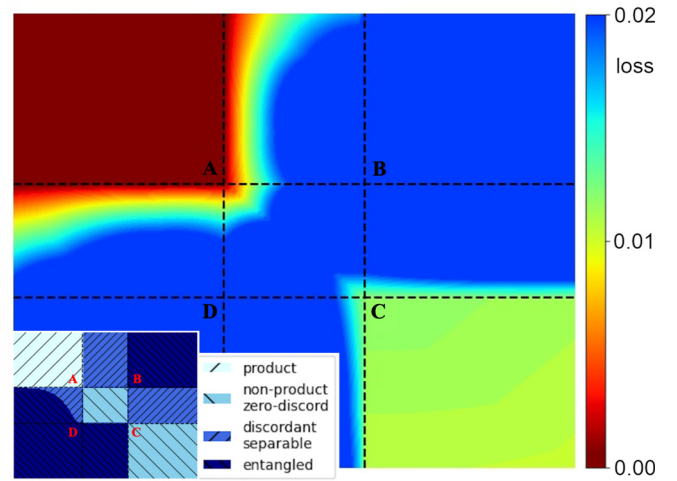 0.02
loss
A
B
0.01
D
C
A
B
D
C
product
non-product
zero-discord
discordant
separable
entangled
0.00